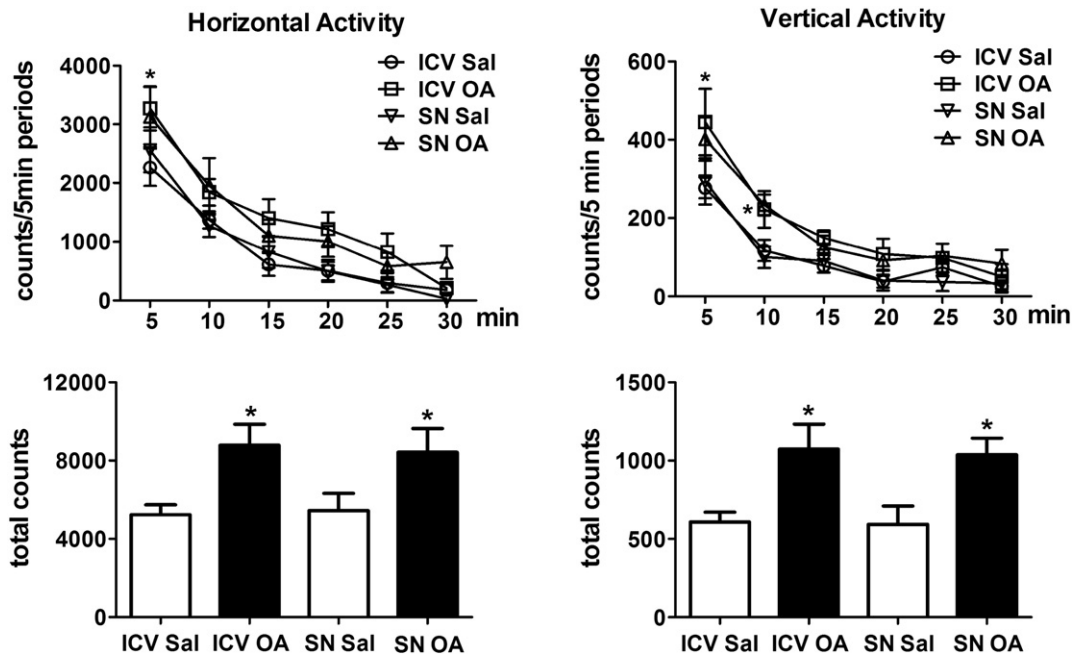 Horizontal Activity
counts/5min periods
4000
3000
2000
1000
0
*
ICV Sal
ICV OA
SN Sal
SN OA
5 10 15 20 25 30 min
Vertical Activity
counts/5 min periods
600
400
200
0
*
*
ICV Sal
ICV OA
SN Sal
SN OA
5 10 15 20 25 30 min
total counts
12000
8000
4000
0
* *
ICV Sal ICV OA SN Sal SN OA
total counts
1500
1000
500
0
* *
ICV Sal ICV OA SN Sal SN OA